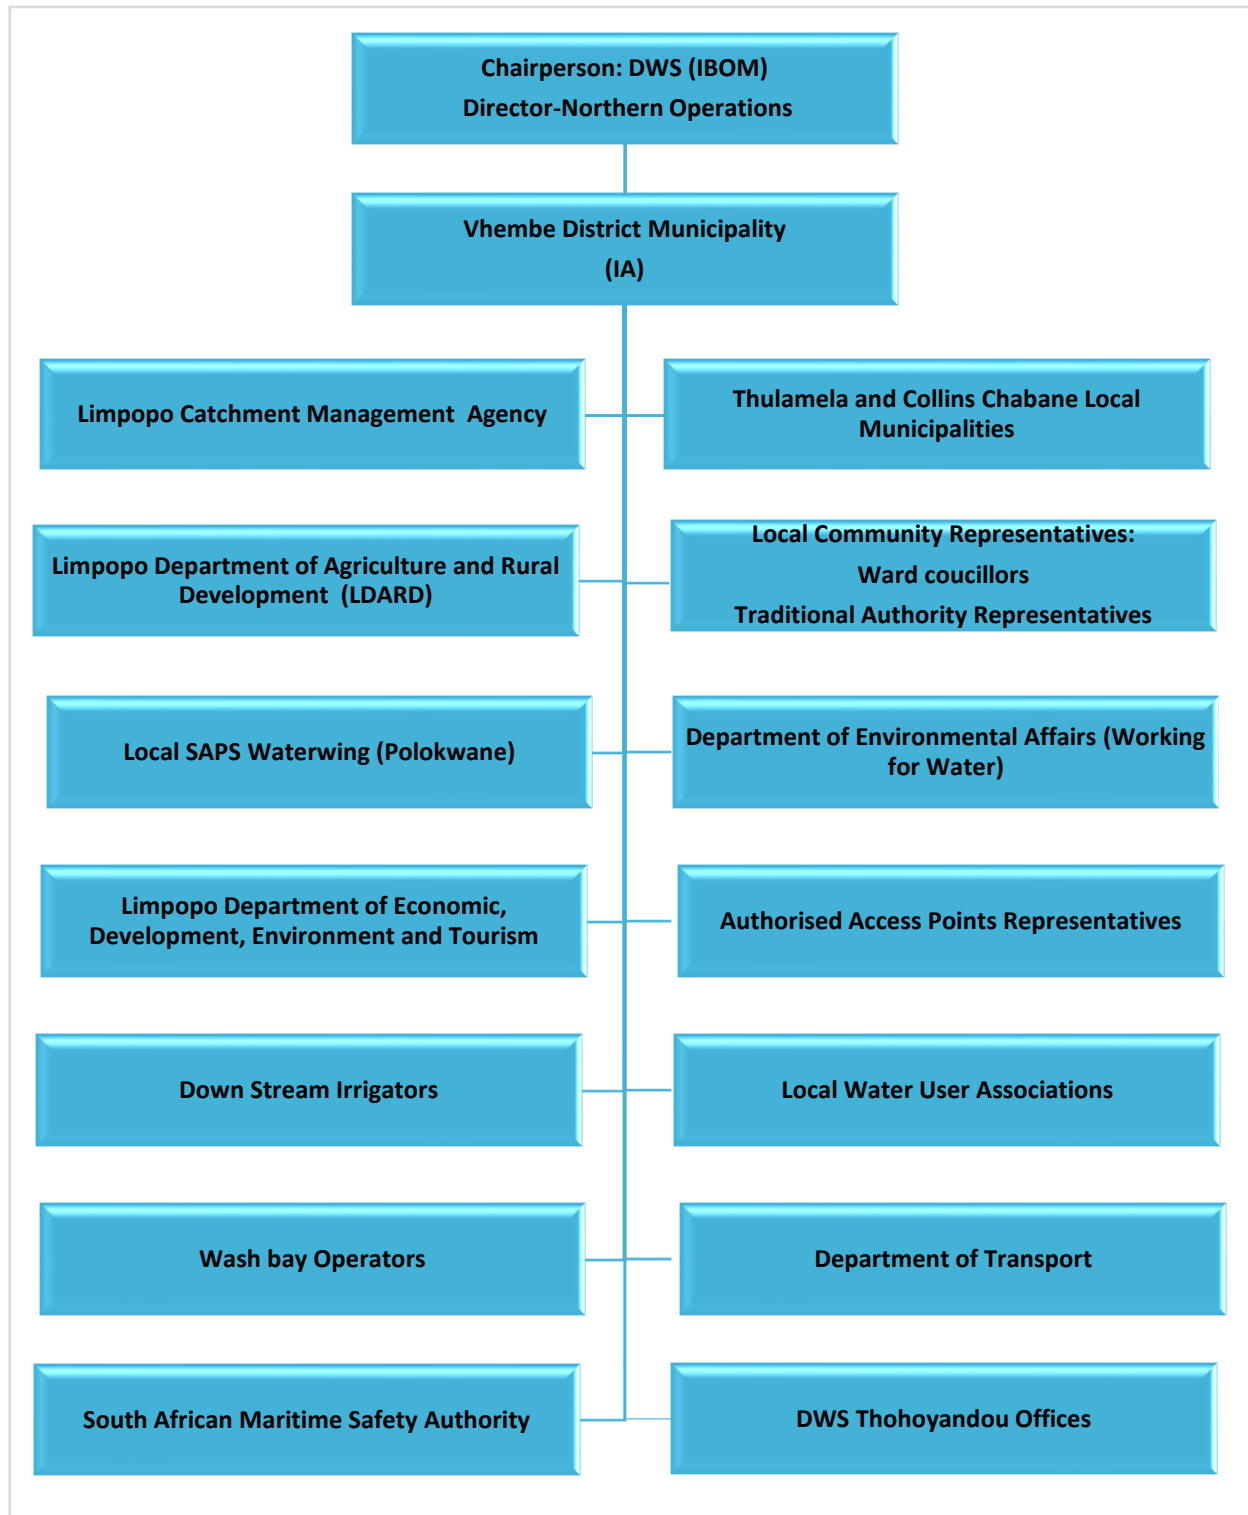 Chairperson: DWS (IBOM)
Director-Northern Operations
Vhembe District Municipality
(IA)
Limpopo Catchment Management Agency
Thulamela and Collins Chabane Local
Municipalities
Limpopo Department of Agriculture and Rural
Development (LDARD)
Local Community Representatives:
Ward coucillors
Traditional Authority Representatives
Local SAPS Waterwing (Polokwane)
Department of Environmental Affairs (Working
for Water)
Limpopo Department of Economic,
Development, Environment and Tourism
Authorised Access Points Representatives
Down Stream Irrigators
Local Water User Associations
Wash bay Operators
Department of Transport
South African Maritime Safety Authority
DWS Thohoyandou Offices